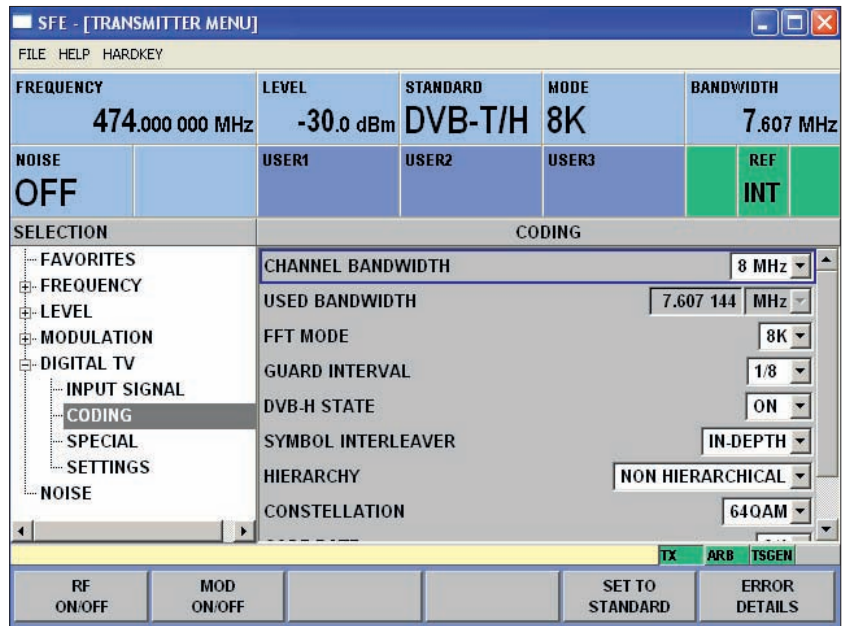 SFE - [TRANSMITTER MENU]
FILE HELP HARDKEY
FREQUENCY LEVEL STANDARD MODE BANDWIDTH
474.000 000 MHz -30.0 dBm DVB-T/H 8K 7.607 MHz
NOISE USER1 USER2 USER3 REF
OFF INT
SELECTION CODING
FAVORITES
FREQUENCY
LEVEL
MODULATION
DIGITAL TV
INPUT SIGNAL
CODING
SPECIAL
SETTINGS
NOISE
CHANNEL BANDWIDTH 8 MHz
USED BANDWIDTH 7.607 144 MHz
FFT MODE 8K
GUARD INTERVAL 1/8
DVB-H STATE ON
SYMBOL INTERLEAVER IN-DEPTH
HIERARCHY NON HIERARCHICAL
CONSTELLATION 64QAM
TX ARB TSGEN
RF ON/OFF
MOD ON/OFF
SET TO STANDARD
ERROR DETAILS